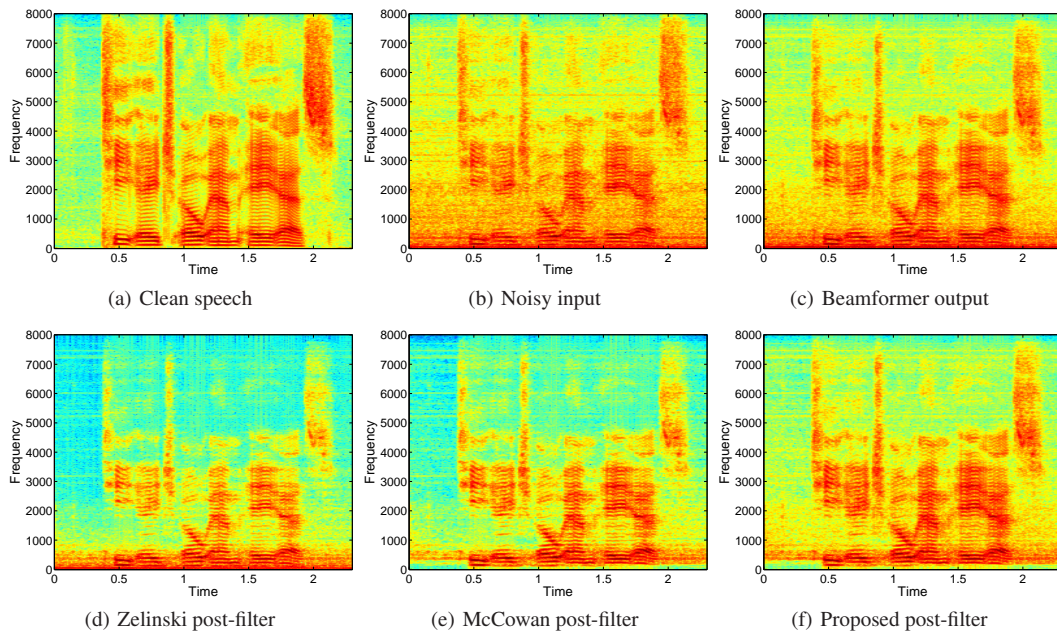 8000
7000
6000
5000
4000
3000
2000
1000
0
Frequency
0 0.5 1 1.5 2
Time
(a) Clean speech
8000
7000
6000
5000
4000
3000
2000
1000
0
Frequency
0 0.5 1 1.5 2
Time
(b) Noisy input
8000
7000
6000
5000
4000
3000
2000
1000
0
Frequency
0 0.5 1 1.5 2
Time
(c) Beamformer output
8000
7000
6000
5000
4000
3000
2000
1000
0
Frequency
0 0.5 1 1.5 2
Time
(d) Zelinski post-filter
8000
7000
6000
5000
4000
3000
2000
1000
0
Frequency
0 0.5 1 1.5 2
Time
(e) McCowan post-filter
8000
7000
6000
5000
4000
3000
2000
1000
0
Frequency
0 0.5 1 1.5 2
Time
(f) Proposed post-filter